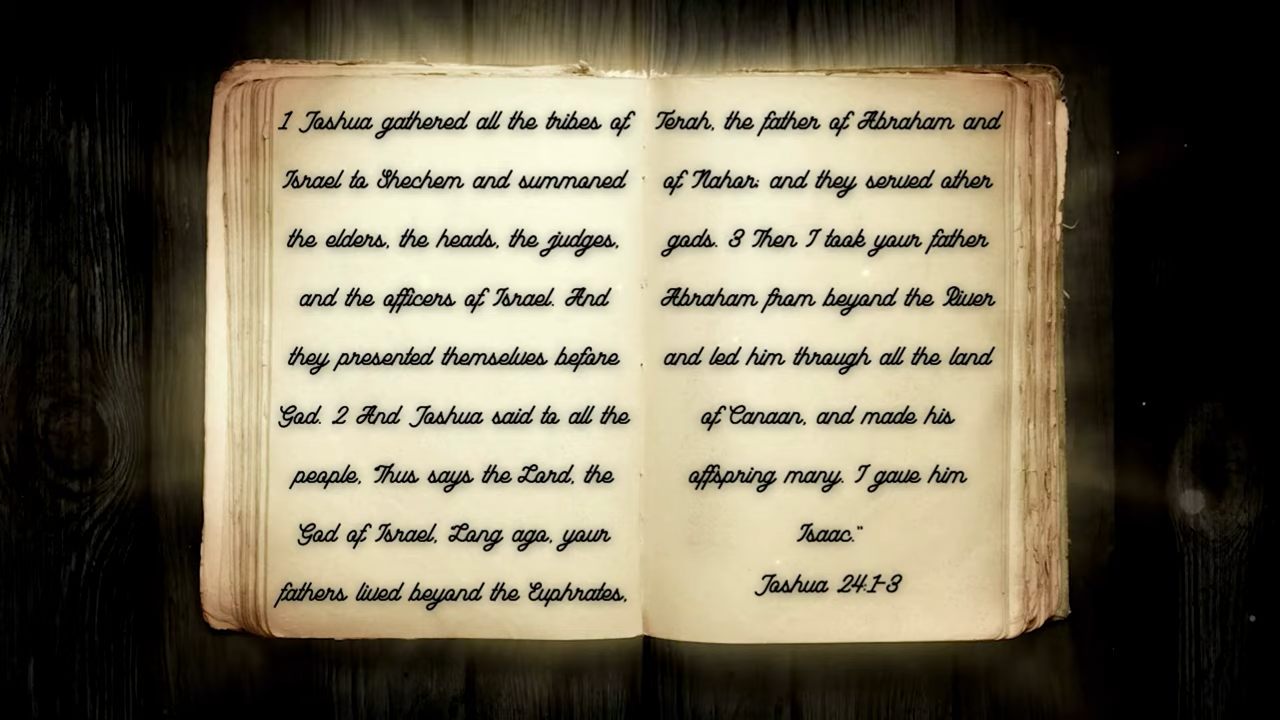 1 Joshua gathered all the tribes of
Israel to Shechem and summoned
the elders, the heads, the judges,
and the officers of Israel. And
they presented themselves before
God. 2 And Joshua said to all the
people, Thus says the Lord, the
God of Israel, Long ago, your
fathers lived beyond the Euphrates,
Terah, the father of Abraham and
of Nahor; and they served other
gods. 3 Then I took your father
Abraham from beyond the River
and led him through all the land
of Canaan, and made his
offspring many. I gave him
Isaac."
Joshua 24:1-3